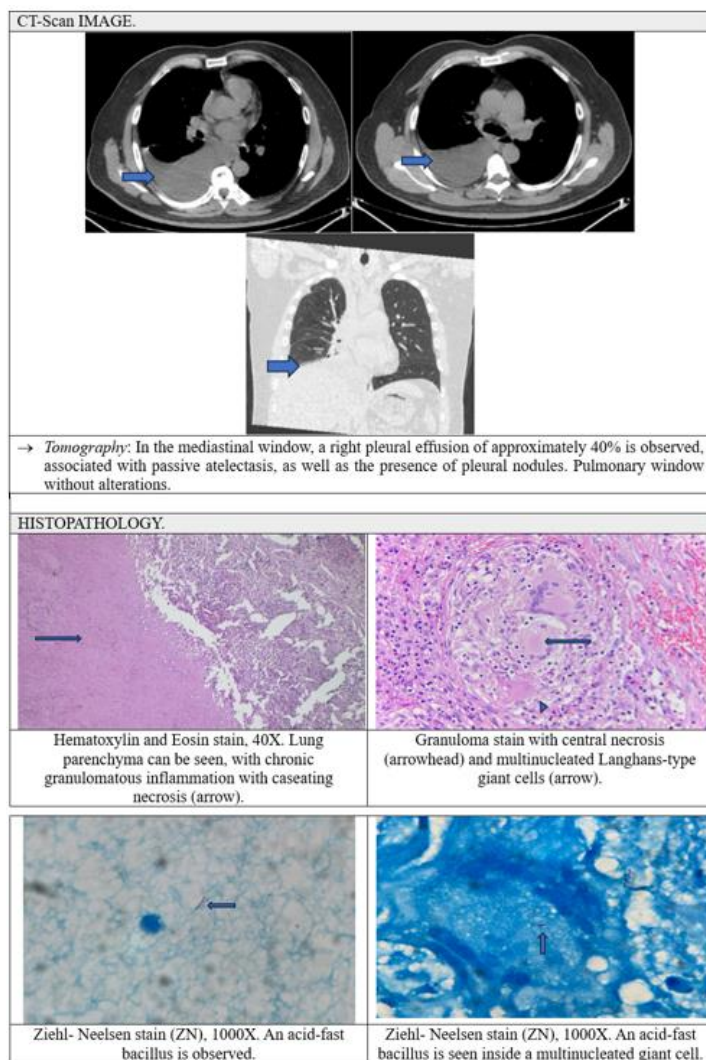 CT-Scan IMAGE.
→ Tomography: In the mediastinal window, a right pleural effusion of approximately 40% is observed,
associated with passive atelectasis, as well as the presence of pleural nodules. Pulmonary window
without alterations.
HISTOPATHOLOGY.
Hematoxylin and Eosin stain, 40X. Lung
parenchyma can be seen, with chronic
granulomatous inflammation with caseating
necrosis (arrow).
Granuloma stain with central necrosis
(arrowhead) and multinucleated Langhans-type
giant cells (arrow).
Ziehl- Neelsen stain (ZN), 1000X. An acid-fast
bacillus is observed.
Ziehl- Neelsen stain (ZN), 1000X. An acid-fast
bacillus is seen inside a multinucleated giant cell.